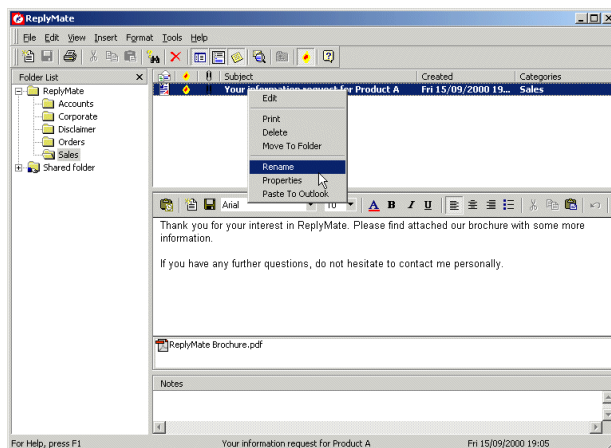 ReplyMate
File Edit View Insert Format Tools Help
Folder List
Subject Created Categories
ReplyMate
Accounts
Corporate
Disclaimer
Orders
Sales
Shared folder
Your information request for Product A Fri 15/09/2000 19... Sales
Edit
Print
Delete
Move To Folder
Rename
Properties
Paste To Outlook
Arial 10 A B I U
Thank you for your interest in ReplyMate. Please find attached our brochure with some more
information.
If you have any further questions, do not hesitate to contact me personally.
ReplyMate Brochure.pdf
Notes
For Help, press F1 Your information request for Product A Fri 15/09/2000 19:05